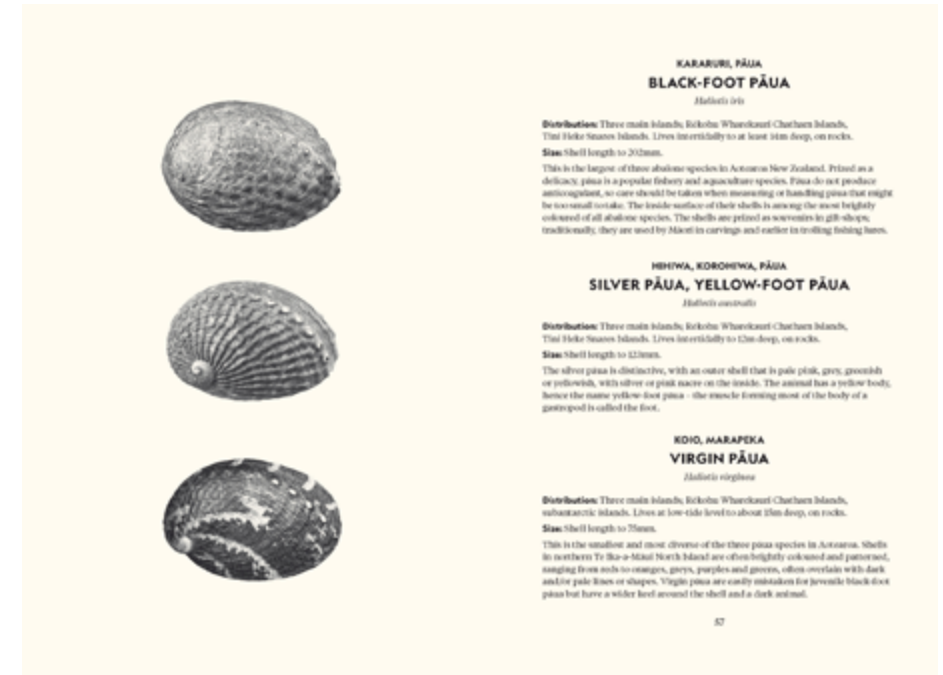 KARARURI, PĀUA
BLACK-FOOT PĀUA
Haliotis iris
Distribution: Three main islands; Rēkohu Wharekauri Chatham Islands,
Tini Heke Snares Islands. Lives intertidally to at least 14m deep, on rocks.
Size: Shell length to 202mm.
This is the largest of three abalone species in Aotearoa New Zealand. Prized as a
delicacy, pāua is a popular fishery and aquaculture species. Pāua do not produce
anticoagulant, so care should be taken when measuring or handling pāua that might
be too small to take. The inside surface of their shells is among the most brightly
coloured of all abalone species. The shells are prized as souvenirs in gift-shops;
traditionally, they are used by Māori in carvings and earlier in trolling fishing lures.
HIHIWA, KOROHIWA, PĀUA
SILVER PĀUA, YELLOW-FOOT PĀUA
Haliotis australis
Distribution: Three main islands; Rēkohu Wharekauri Chatham Islands,
Tini Heke Snares Islands. Lives intertidally to 12m deep, on rocks.
Size: Shell length to 123mm.
The silver pāua is distinctive, with an outer shell that is pale pink, grey, greenish
or yellowish, with silver or pink nacre on the inside. The animal has a yellow body,
hence the name yellow-foot pāua – the muscle forming most of the body of a
gastropod is called the foot.
KOIO, MARAPEKA
VIRGIN PĀUA
Haliotis virginea
Distribution: Three main islands; Rēkohu Wharekauri Chatham Islands,
subantarctic islands. Lives at low-tide level to about 15m deep, on rocks.
Size: Shell length to 75mm.
This is the smallest and most diverse of the three pāua species in Aotearoa. Shells
in northern Te Ika-a-Māui North Island are often brightly coloured and patterned,
ranging from reds to oranges, greys, purples and greens, often overlain with dark
and/or pale lines or shapes. Virgin pāua are easily mistaken for juvenile black-foot
pāua but have a wider keel around the shell and a dark animal.
57